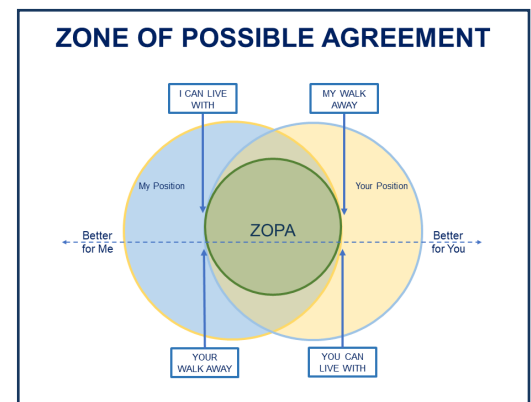 ZONE OF POSSIBLE AGREEMENT
I CAN LIVE
WITH
MY WALK
AWAY
My Position
Your Position
ZOPA
Better
for Me
Better
for You
YOUR
WALK AWAY
YOU CAN
LIVE WITH